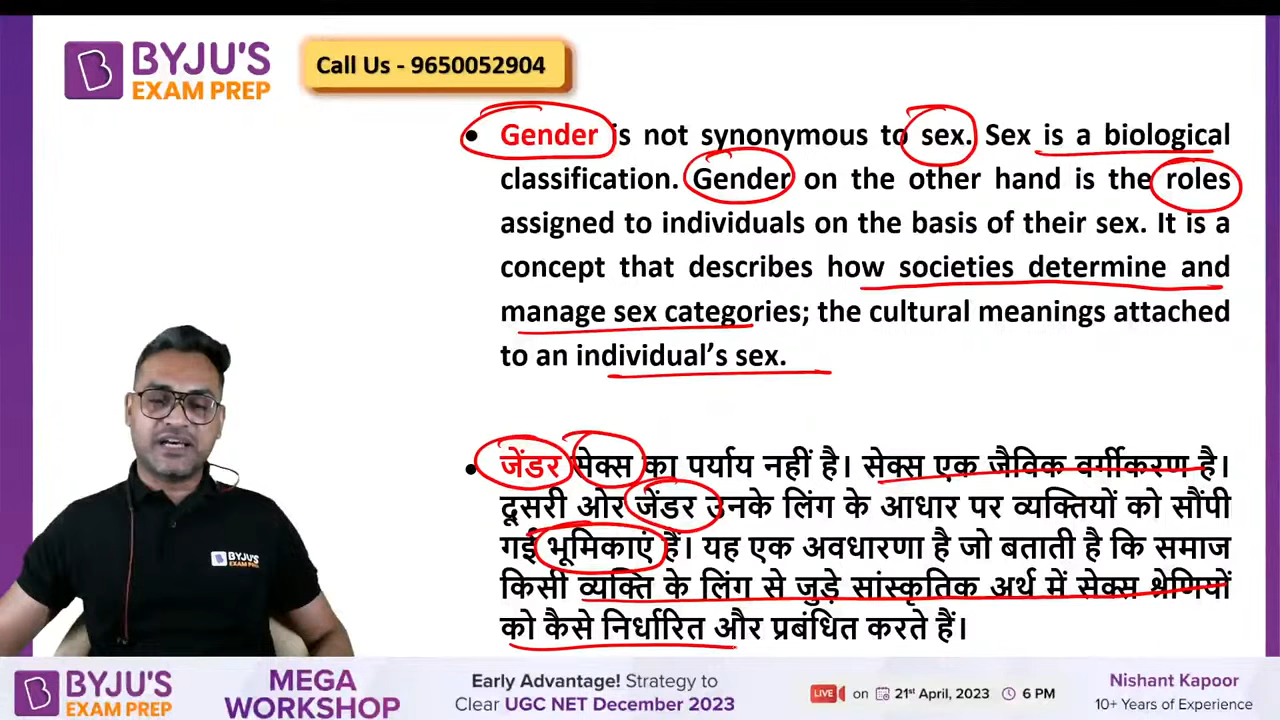 BYJU'S
EXAM PREP
Call Us - 9650052904
• Gender is not synonymous to sex. Sex is a biological
classification. Gender on the other hand is the roles
assigned to individuals on the basis of their sex. It is a
concept that describes how societies determine and
manage sex categories; the cultural meanings attached
to an individual’s sex.
• जेंडर सेक्स का पर्याय नहीं है। सेक्स एक जैविक वर्गीकरण है।
दूसरी ओर जेंडर उनके लिंग के आधार पर व्यक्तियों को सौंपी
गई भूमिकाएं हैं। यह एक अवधारणा है जो बताती है कि समाज
किसी व्यक्ति के लिंग से जुड़े सांस्कृतिक अर्थ में सेक्स श्रेणियों
को कैसे निर्धारित और प्रबंधित करते हैं।
BYJU'S
EXAM PREP
BYJU'S
EXAM PREP
MEGA
WORKSHOP
Early Advantage! Strategy to
Clear UGC NET December 2023
LIVE on 21st April, 2023 6 PM
Nishant Kapoor
10+ Years of Experience